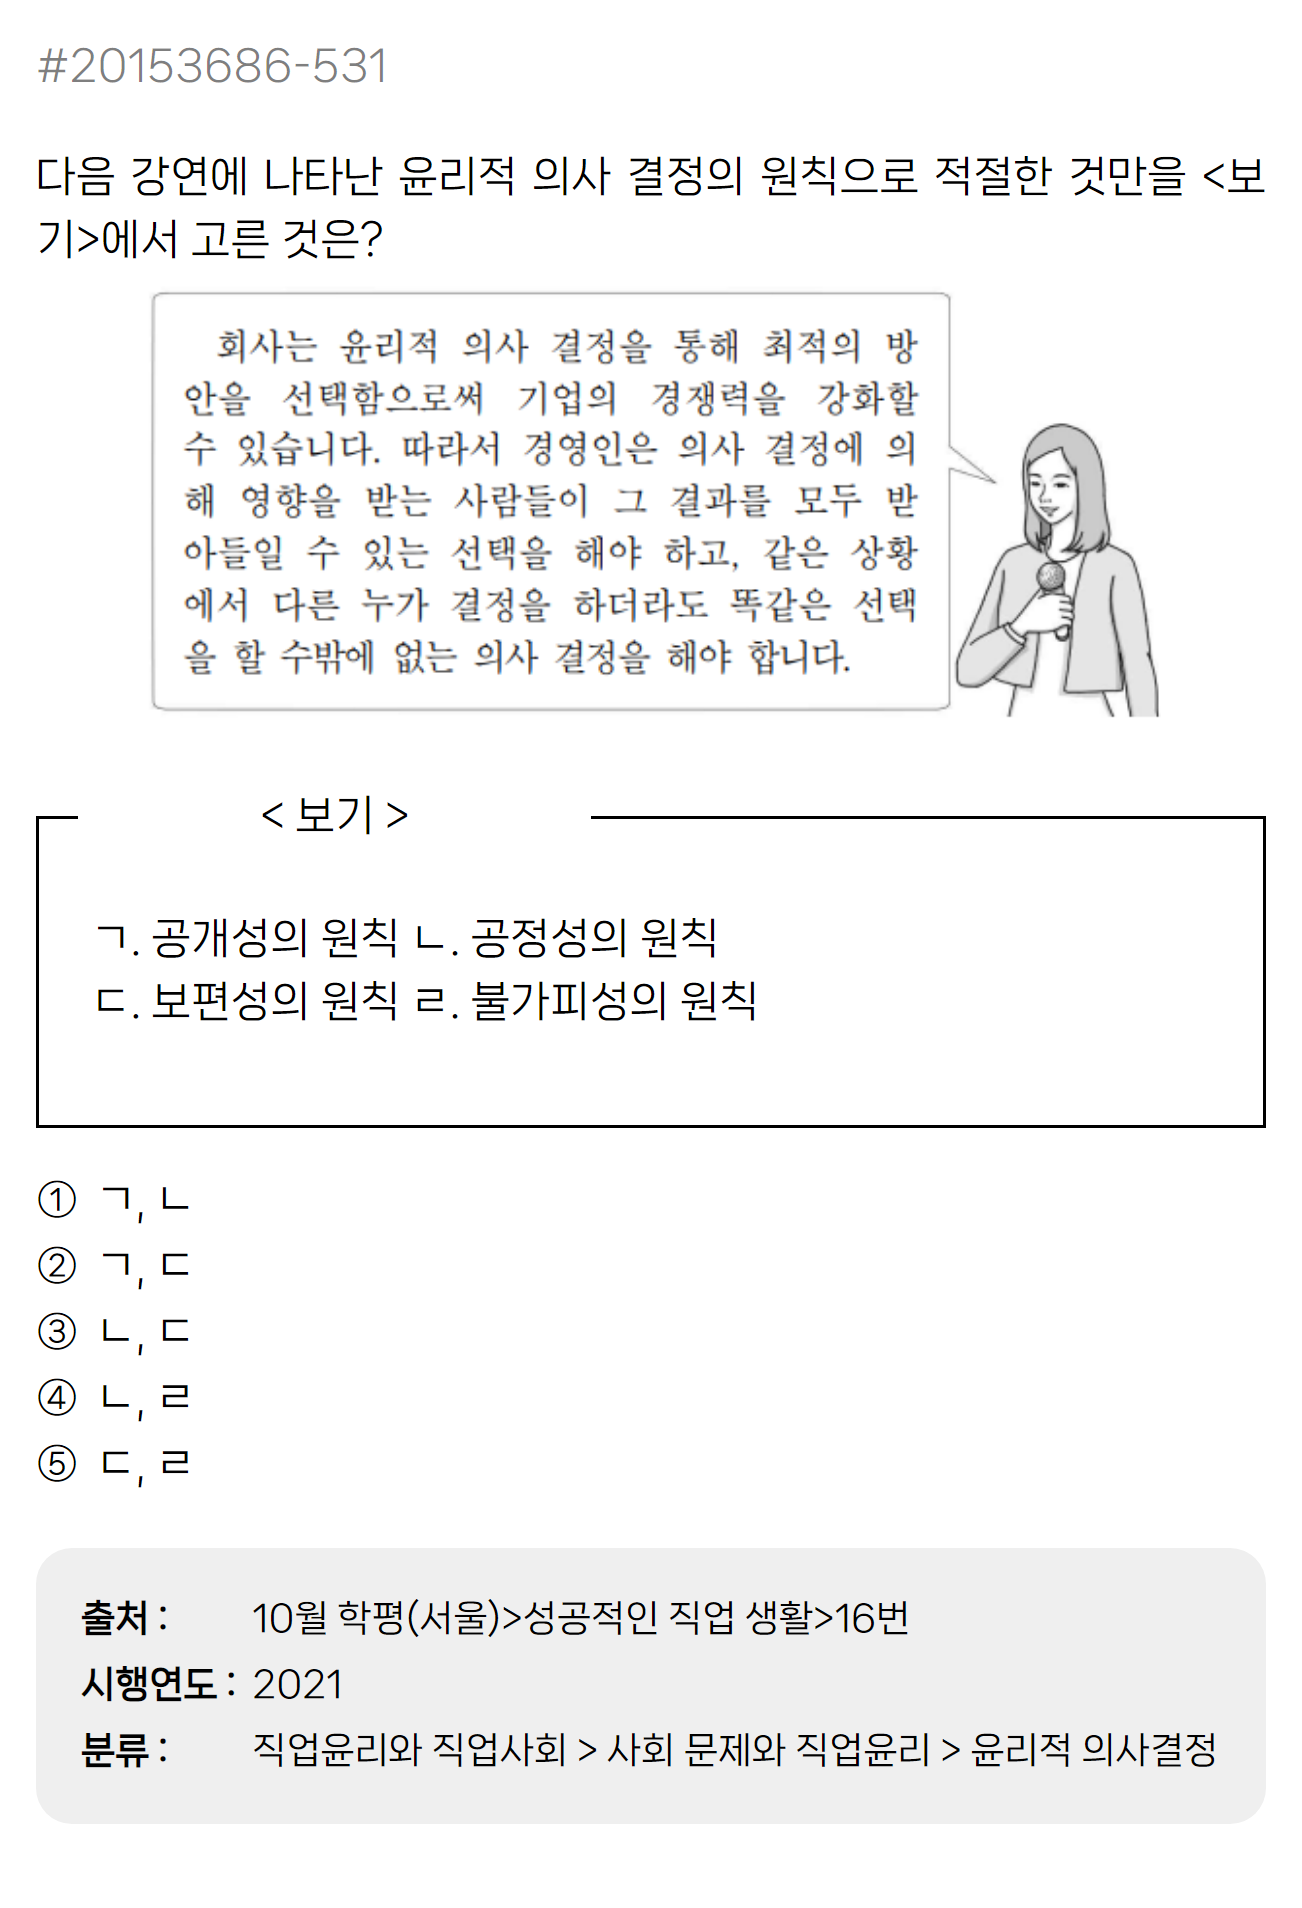 #20153686-531
다음 강연에 나타난 윤리적 의사 결정의 원칙으로 적절한 것만을 <보
기>에서 고른 것은?
회사는 윤리적 의사 결정을 통해 최적의 방
안을 선택함으로써 기업의 경쟁력을 강화할
수 있습니다. 따라서 경영인은 의사 결정에 의
해 영향을 받는 사람들이 그 결과를 모두 받
아들일 수 있는 선택을 해야 하고, 같은 상황
에서 다른 누가 결정을 하더라도 똑같은 선택
을 할 수밖에 없는 의사 결정을 해야 합니다.
< 보기 >
ㄱ. 공개성의 원칙 ㄴ. 공정성의 원칙
ㄷ. 보편성의 원칙 ㄹ. 불가피성의 원칙
① ㄱ, ㄴ
② ㄱ, ㄷ
③ ㄴ, ㄷ
④ ㄴ, ㄹ
⑤ ㄷ, ㄹ
출처 : 10월 학평(서울)>성공적인 직업 생활>16번
시행연도 : 2021
분류 : 직업윤리와 직업사회 > 사회 문제와 직업윤리 > 윤리적 의사결정